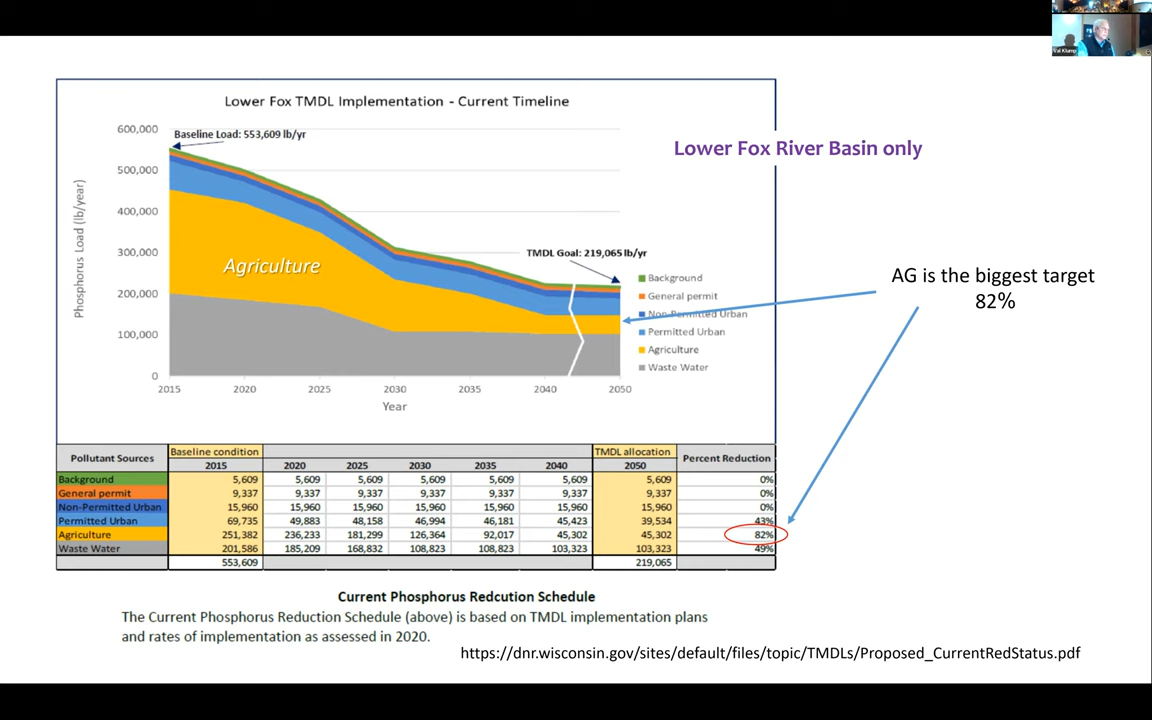 Val Klump
Lower Fox TMDL Implementation - Current Timeline
Baseline Load: 553,609 lb/yr
Lower Fox River Basin only
Phosphorus Load (lb/year)
600,000
500,000
400,000
300,000
200,000
100,000
0
Agriculture
TMDL Goal: 219,065 lb/yr
Background
General permit
Non-Permitted Urban
Permitted Urban
Agriculture
Waste Water
AG is the biggest target
82%
2015 2020 2025 2030 2035 2040 2050
Year
Pollutant Sources Baseline condition TMDL allocation Percent Reduction
2015 2020 2025 2030 2035 2040 2050
Background 5,609 5,609 5,609 5,609 5,609 5,609 5,609 0%
General permit 9,337 9,337 9,337 9,337 9,337 9,337 9,337 0%
Non-Permitted Urban 15,960 15,960 15,960 15,960 15,960 15,960 15,960 0%
Permitted Urban 69,735 49,883 48,158 46,994 46,181 45,423 39,534 43%
Agriculture 251,382 236,233 181,299 126,364 92,017 45,302 45,302 82%
Waste Water 201,586 185,209 168,832 108,823 108,823 103,323 103,323 49%
553,609 219,065
Current Phosphorus Redcution Schedule
The Current Phosphorus Reduction Schedule (above) is based on TMDL implementation plans
and rates of implementation as assessed in 2020.
https://dnr.wisconsin.gov/sites/default/files/topic/TMDLs/Proposed_CurrentRedStatus.pdf